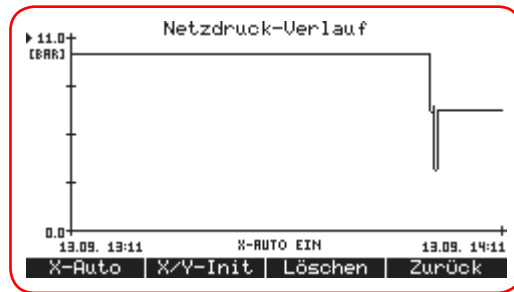 Netzdruck-Verlauf
11.0
[BAR]
0.0
13.09. 13:11 X-AUTO EIN 13.09. 14:11
X-Auto X/Y-Init Löschen Zurück